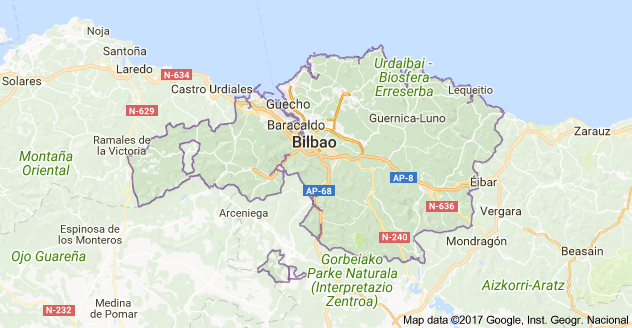 Noja
Santoña
Laredo
Solares
N-634
Castro Urdiales
N-629
Urdaibai -
Biosfera
Erreserba
Lequeitio
Guecho
Guernica-Luno
Baracaldo
Bilbao
Zarauz
Ramales de
la Victoria
Montaña
Oriental
AP-8
Eibar
AP-68
N-636
Arceniega
Vergara
Espinosa de
los Monteros
N-240
Mondragón
Beasain
Ojo Guareña
Gorbeiako
Parke Naturala
(Interpretazio
Zentroa)
Aizkorri-Aratz
N-232
Medina
de Pomar
Map data ©2017 Google, Inst. Geogr. Nacional